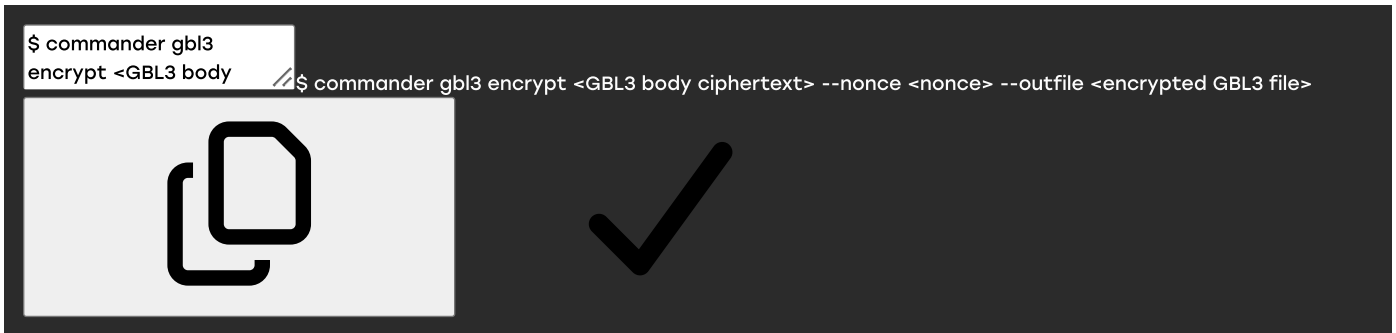 $ commander gbl3
encrypt <GBL3 body
$ commander gbl3 encrypt <GBL3 body ciphertext> --nonce <nonce> --outfile <encrypted GBL3 file>